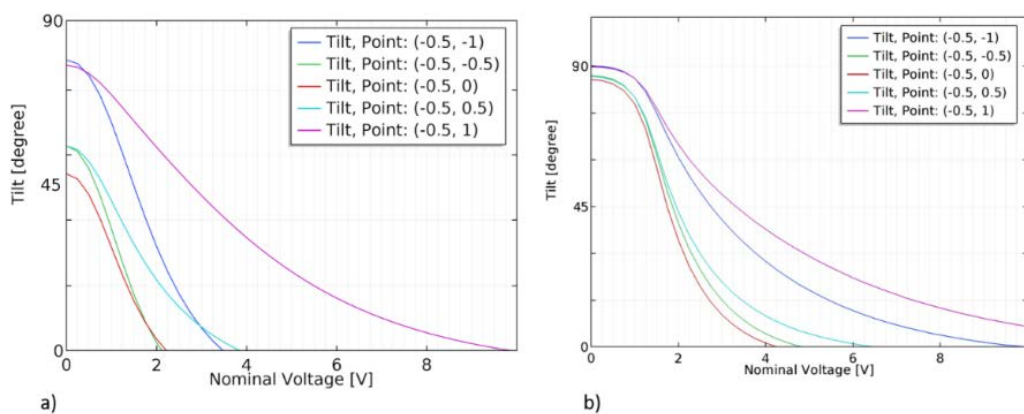 90
45
0
Tilt [degree]
Tilt, Point: (-0.5, -1)
Tilt, Point: (-0.5, -0.5)
Tilt, Point: (-0.5, 0)
Tilt, Point: (-0.5, 0.5)
Tilt, Point: (-0.5, 1)
0 2 4 6 8
Nominal Voltage [V]
a)
90
45
0
Tilt [degree]
Tilt, Point: (-0.5, -1)
Tilt, Point: (-0.5, -0.5)
Tilt, Point: (-0.5, 0)
Tilt, Point: (-0.5, 0.5)
Tilt, Point: (-0.5, 1)
0 2 4 6 8
Nominal Voltage [V]
b)